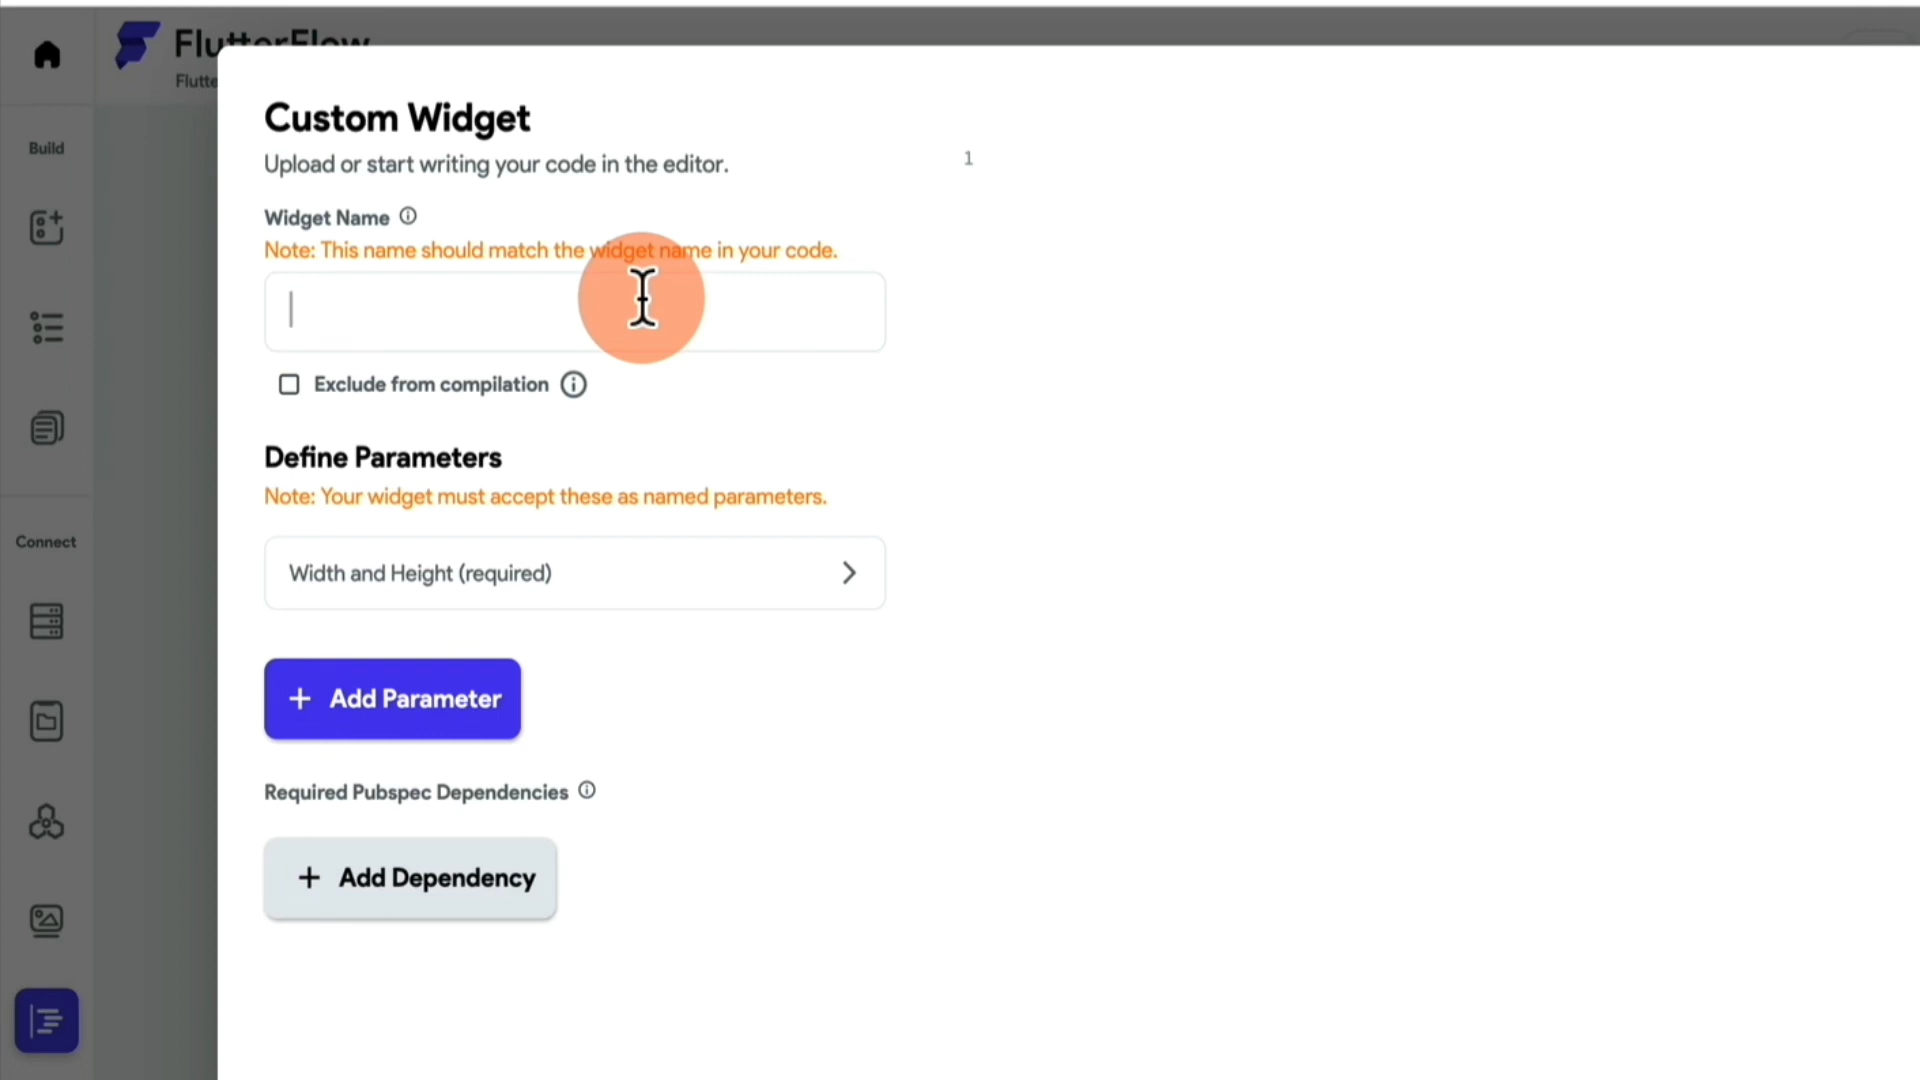 FlutterFlow
Flutte
Build
Connect
Custom Widget
Upload or start writing your code in the editor.
1
Widget Name
Note: This name should match the widget name in your code.
Exclude from compilation
Define Parameters
Note: Your widget must accept these as named parameters.
Width and Height (required)
+ Add Parameter
Required Pubspec Dependencies
+ Add Dependency